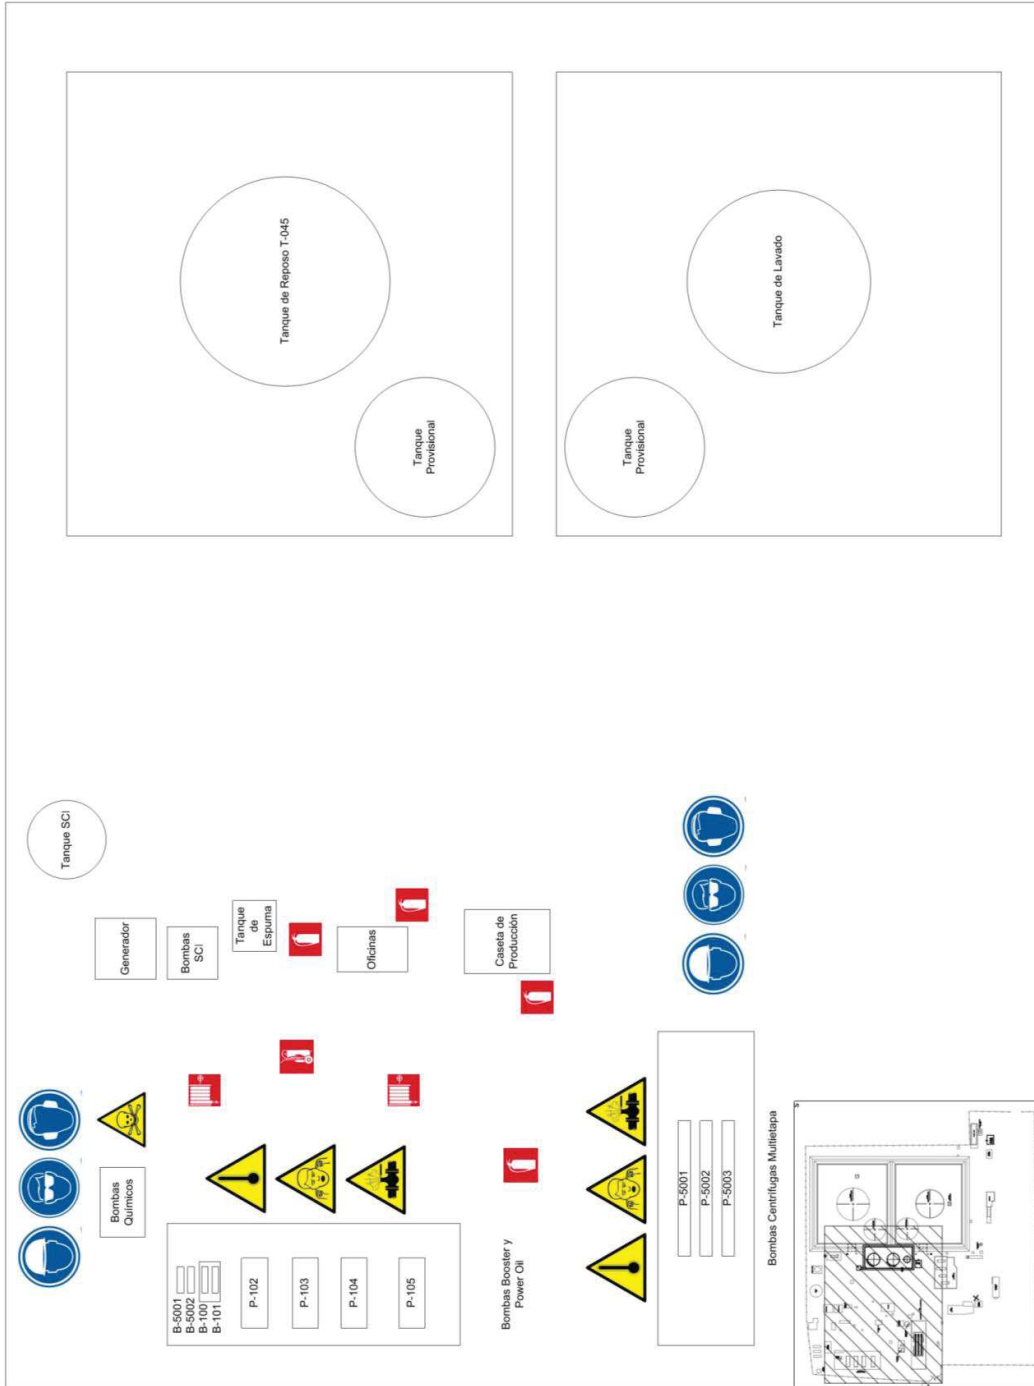 Tanque de Reposo T-045
Tanque
Provisional
Tanque de Lavado
Tanque
Provisional
Tanque SCI
Generador
Bombas
SCI
Tanque
de
Espuma
Oficinas
Caseta de
Producción
Bombas
Químicos
B-5001
B-5002
B-100
B-101
P-102
P-103
P-104
P-105
Bombas Booster y
Power Oil
P-5001
P-5002
P-5003
Bombas Centrífugas Multietapa